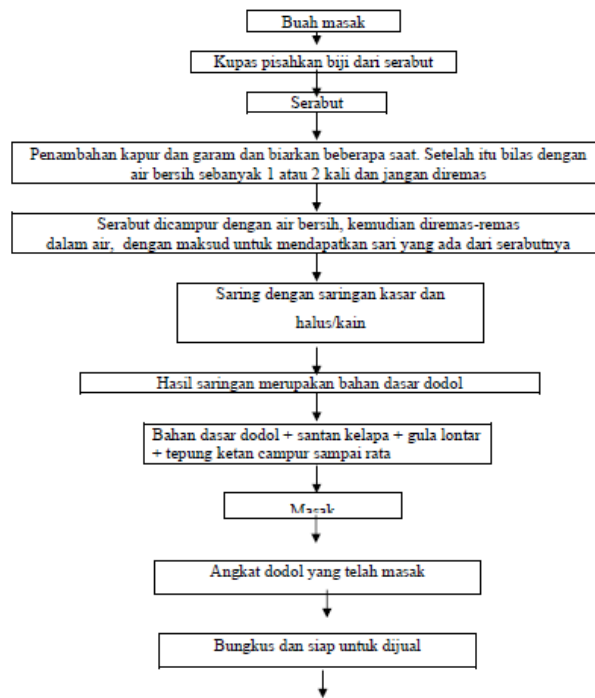 Buah masak
Kupas pisahkan biji dari serabut
Serabut
Penambahan kapur dan garam dan biarkan beberapa saat. Setelah itu bilas dengan
air bersih sebanyak 1 atau 2 kali dan jangan diremas
Serabut dicampur dengan air bersih, kemudian diremas-remas
dalam air, dengan maksud untuk mendapatkan sari yang ada dari serabutnya
Saring dengan saringan kasar dan
halus/kain
Hasil saringan merupakan bahan dasar dodol
Bahan dasar dodol + santan kelapa + gula lontar
+ tepung ketan campur sampai rata
Masak
Angkat dodol yang telah masak
Bungkus dan siap untuk dijual